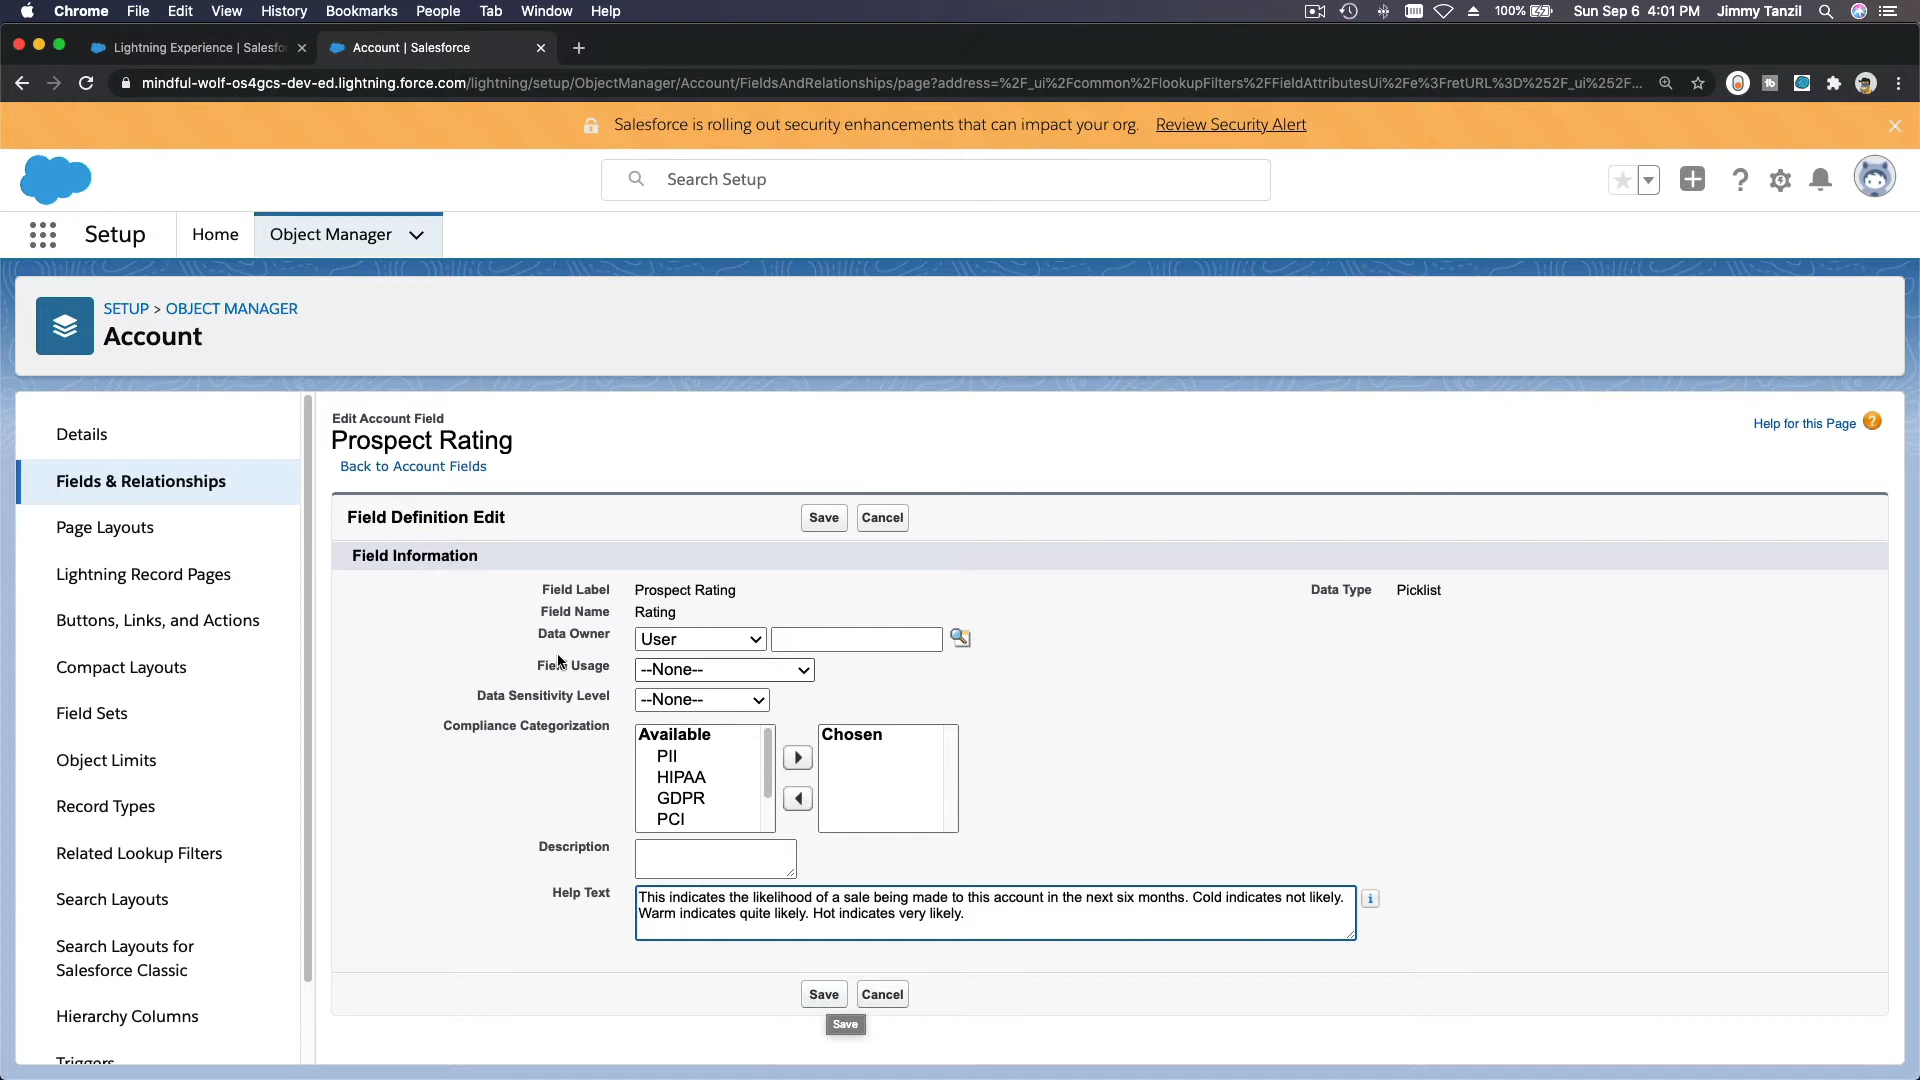 Chrome File Edit View History Bookmarks People Tab Window Help 100% Sun Sep 6 4:01 PM Jimmy Tanzil
Lightning Experience | Salesfo Account | Salesforce
mindful-wolf-os4gcs-dev-ed.lightning.force.com/lightning/setup/ObjectManager/Account/FieldsAndRelationships/page?address=%2F_ui%2Fcommon%2FlookupFilters%2FFieldAttributesUi%2Fe%3FretURL%3D%252F_ui%252F...
Salesforce is rolling out security enhancements that can impact your org. Review Security Alert
Search Setup
Setup Home Object Manager
SETUP > OBJECT MANAGER
Account
Details
Fields & Relationships
Page Layouts
Lightning Record Pages
Buttons, Links, and Actions
Compact Layouts
Field Sets
Object Limits
Record Types
Related Lookup Filters
Search Layouts
Search Layouts for
Salesforce Classic
Hierarchy Columns
Triggers
Edit Account Field
Prospect Rating
Back to Account Fields
Help for this Page
Field Definition Edit Save Cancel
Field Information
Field Label Prospect Rating Data Type Picklist
Field Name Rating
Data Owner User
Field Usage --None--
Data Sensitivity Level --None--
Compliance Categorization Available Chosen
PII
HIPAA
GDPR
PCI
Description
Help Text This indicates the likelihood of a sale being made to this account in the next six months. Cold indicates not likely.
Warm indicates quite likely. Hot indicates very likely.
Save Cancel
Save